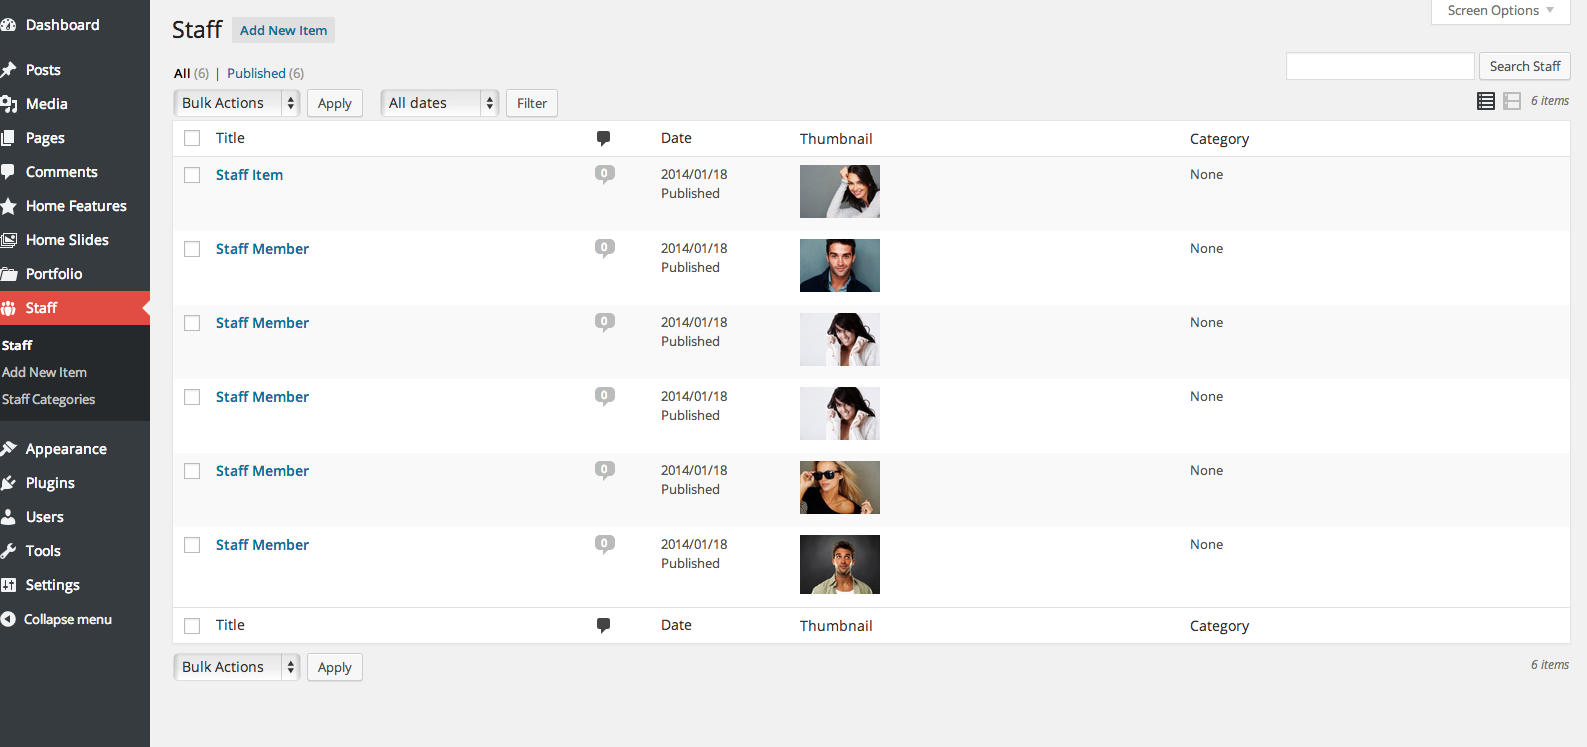 Dashboard
Posts
Media
Pages
Comments
Home Features
Home Slides
Portfolio
Staff
Staff
Add New Item
Staff Categories
Appearance
Plugins
Users
Tools
Settings
Collapse menu
Screen Options
Staff Add New Item
All (6) | Published (6)
Search Staff
Bulk Actions Apply All dates Filter
6 items
Title Date Thumbnail Category
Staff Item 0 2014/01/18 None
Published
Staff Member 0 2014/01/18 None
Published
Staff Member 0 2014/01/18 None
Published
Staff Member 0 2014/01/18 None
Published
Staff Member 0 2014/01/18 None
Published
Staff Member 0 2014/01/18 None
Published
Title Date Thumbnail Category
Bulk Actions Apply
6 items